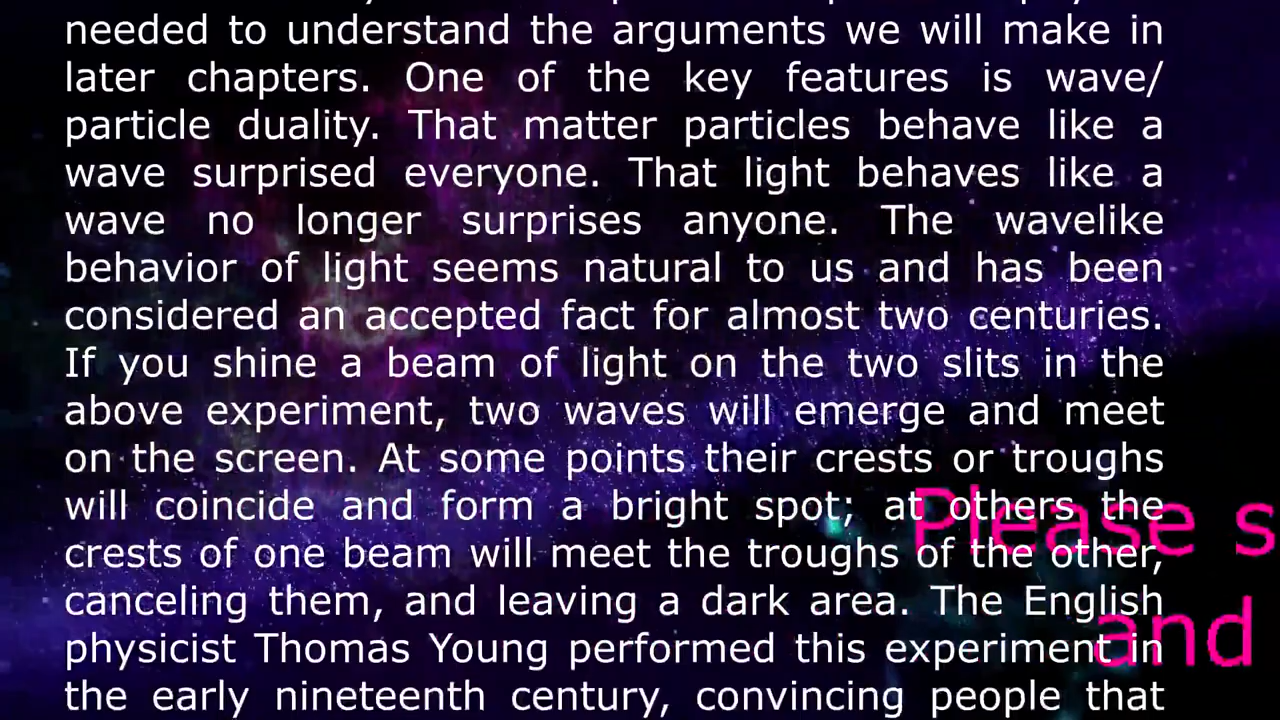 needed to understand the arguments we will make in
later chapters. One of the key features is wave/
particle duality. That matter particles behave like a
wave surprised everyone. That light behaves like a
wave no longer surprises anyone. The wavelike
behavior of light seems natural to us and has been
considered an accepted fact for almost two centuries.
If you shine a beam of light on the two slits in the
above experiment, two waves will emerge and meet
on the screen. At some points their crests or troughs
will coincide and form a bright spot; at others the
crests of one beam will meet the troughs of the other,
canceling them, and leaving a dark area. The English
physicist Thomas Young performed this experiment in
the early nineteenth century, convincing people that
Please s
and